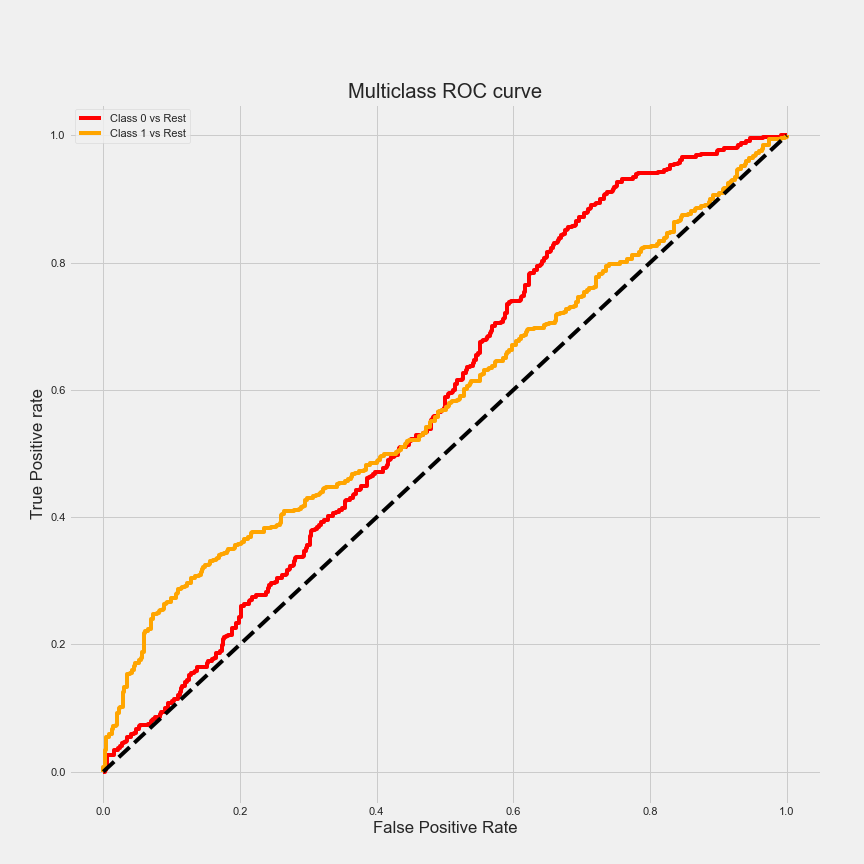 Multiclass ROC curve
Class 0 vs Rest
Class 1 vs Rest
True Positive rate
1.0
0.8
0.6
0.4
0.2
0.0
0.0 0.2 0.4 0.6 0.8 1.0
False Positive Rate